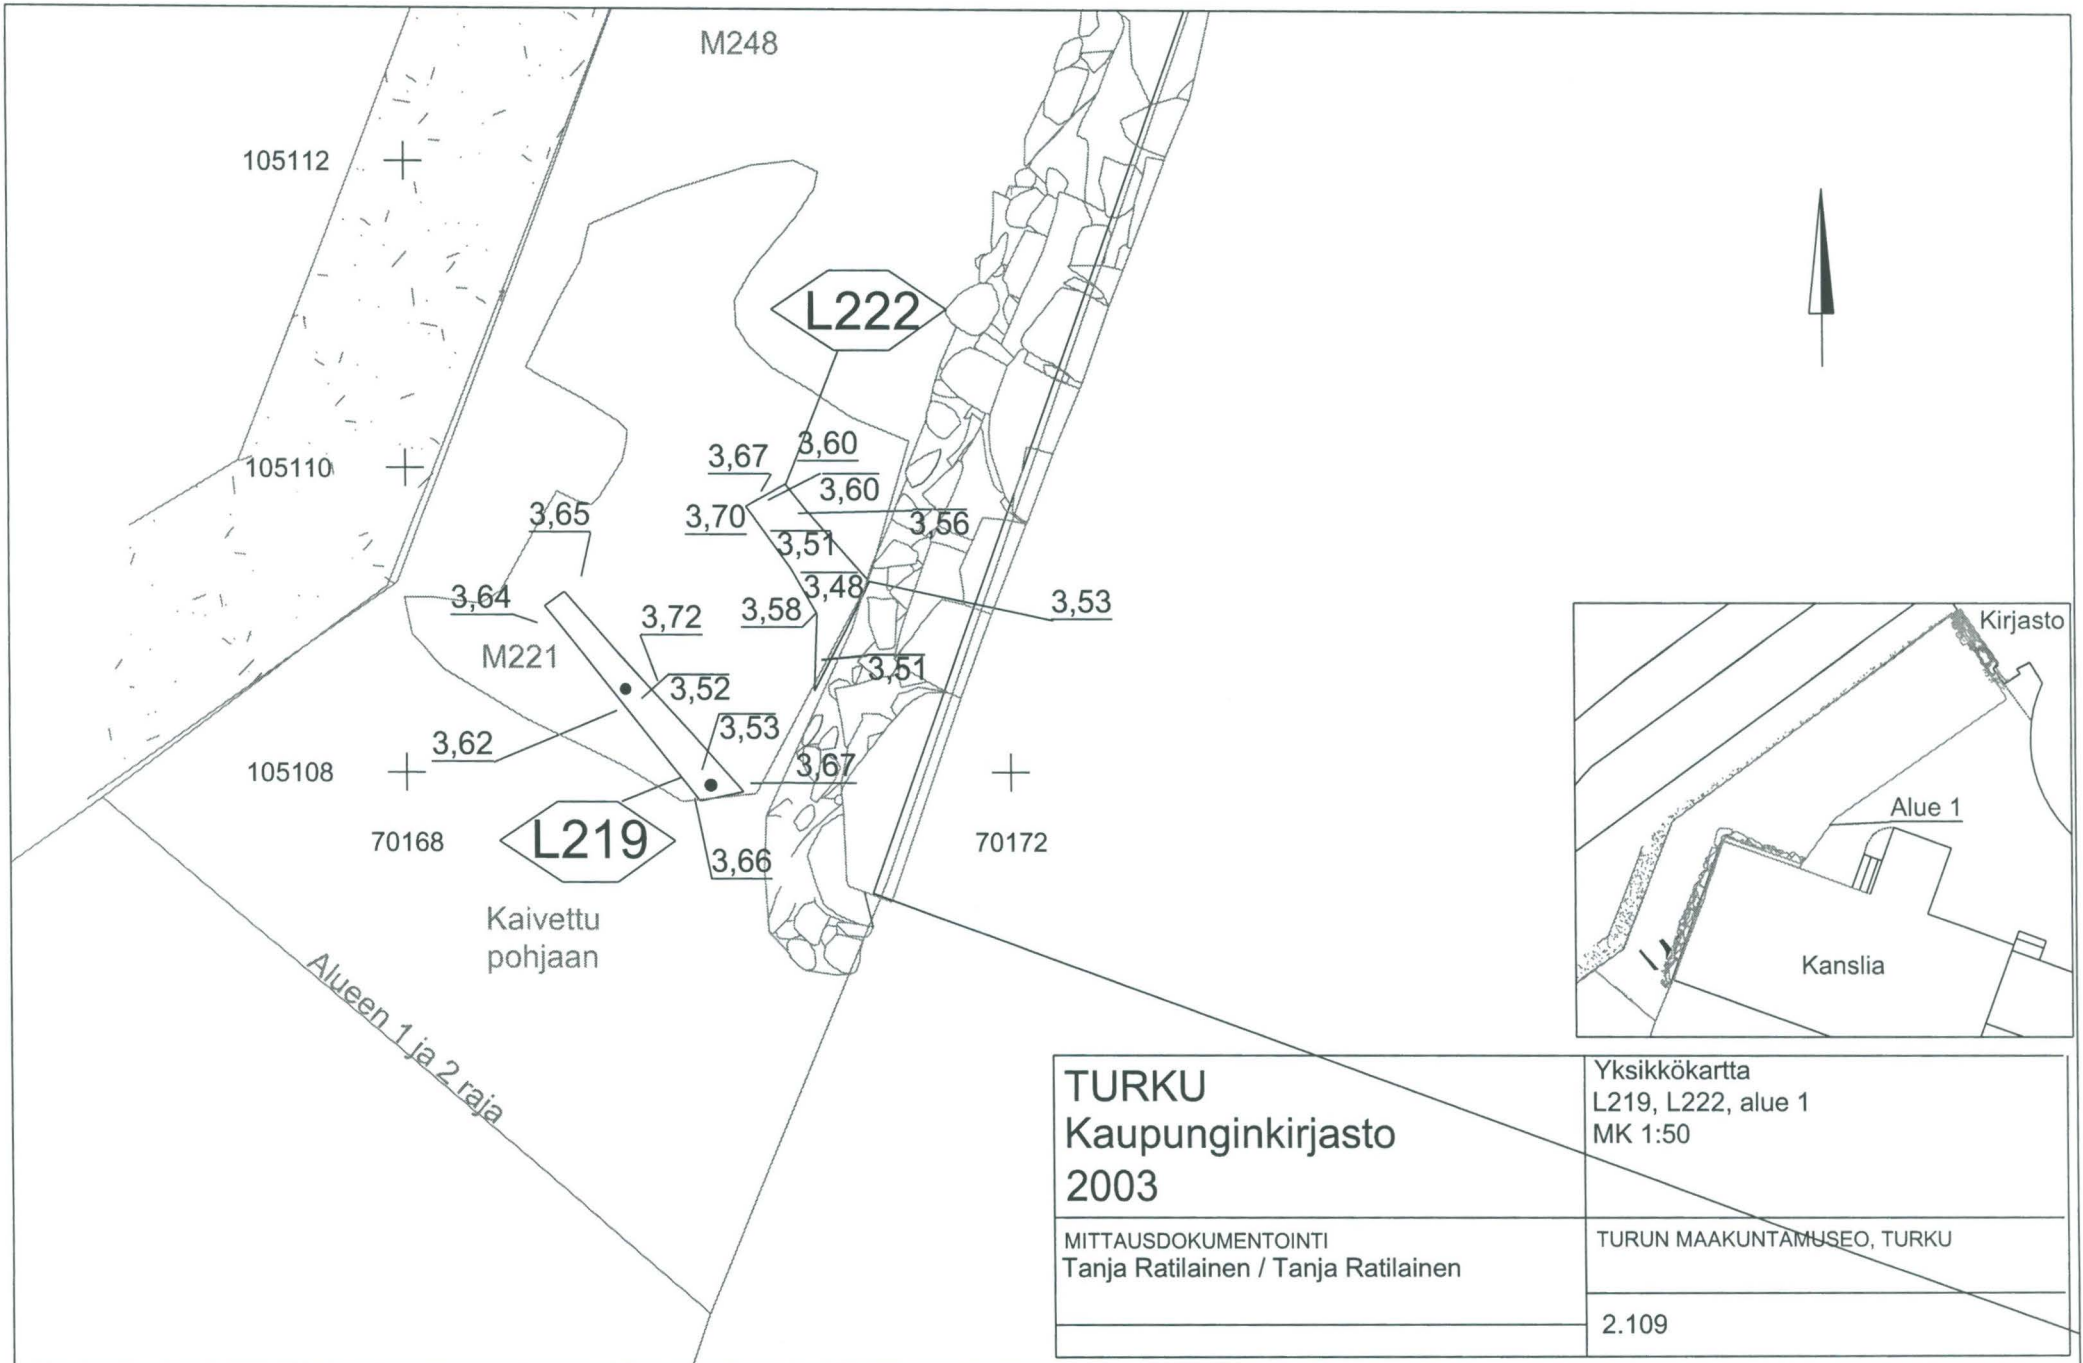 M248
105112
L222
3,67
3,60
105110
3,60
3,65
3,70
3,56
3,51
3,48
3,64
3,58
3,53
3,72
M221
3,51
3,52
3,53
3,62
3,67
105108
70168
L219
70172
3,66
Kaivettu
pohjaan
Alueen 1 ja 2 raja
Kirjasto
Alue 1
Kanslia
TURKU
Kaupunginkirjasto
2003
Yksikkökartta
L219, L222, alue 1
MK 1:50
MITTAUSDOKUMENTOINTI
Tanja Ratilainen / Tanja Ratilainen
TURUN MAAKUNTAMUSEO, TURKU
2.109